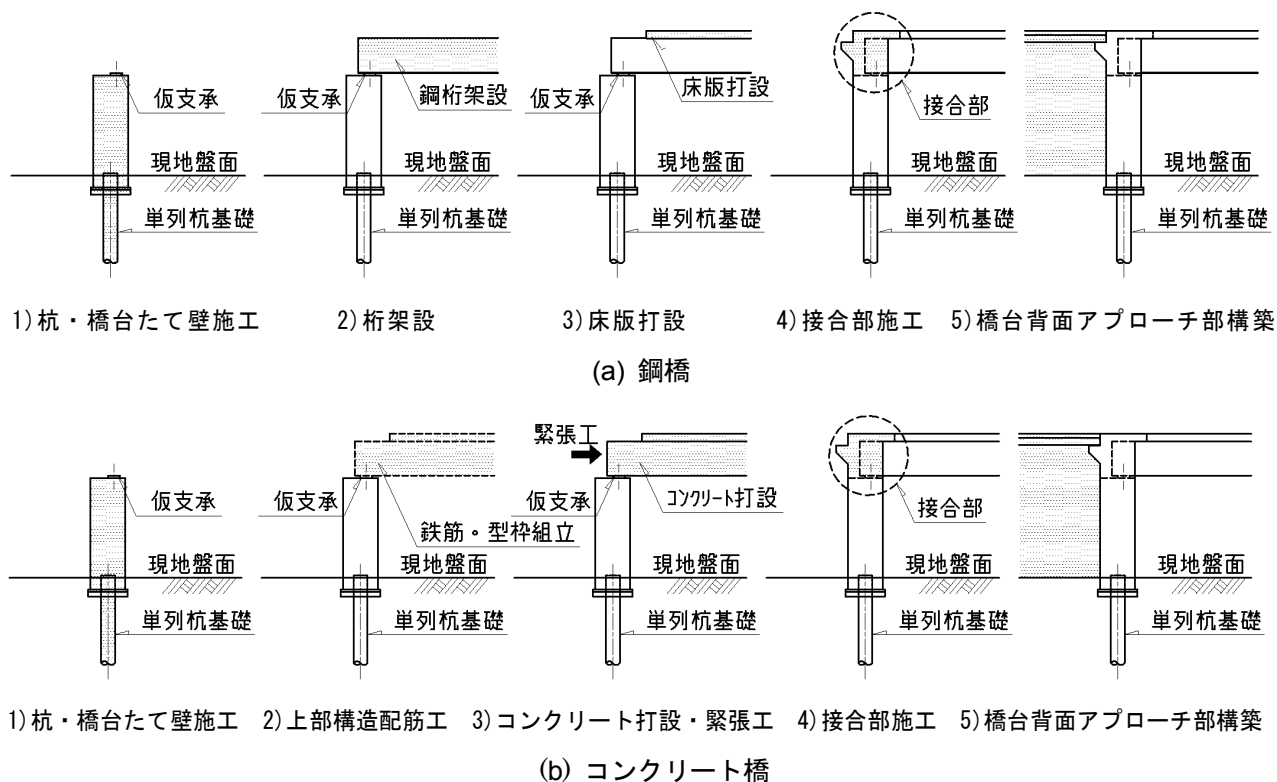 仮支承
現地盤面
単列杭基礎
仮支承
鋼桁架設
現地盤面
単列杭基礎
仮支承
床版打設
現地盤面
単列杭基礎
接合部
現地盤面
単列杭基礎
現地盤面
単列杭基礎
1)杭・橋台たて壁施工 2)桁架設 3)床版打設 4)接合部施工 5)橋台背面アプローチ部構築
(a) 鋼橋
仮支承
現地盤面
単列杭基礎
仮支承
鉄筋・型枠組立
現地盤面
単列杭基礎
緊張工
仮支承
コンクリート打設
現地盤面
単列杭基礎
接合部
現地盤面
単列杭基礎
現地盤面
単列杭基礎
1)杭・橋台たて壁施工 2)上部構造配筋工 3)コンクリート打設・緊張工 4)接合部施工 5)橋台背面アプローチ部構築
(b) コンクリート橋